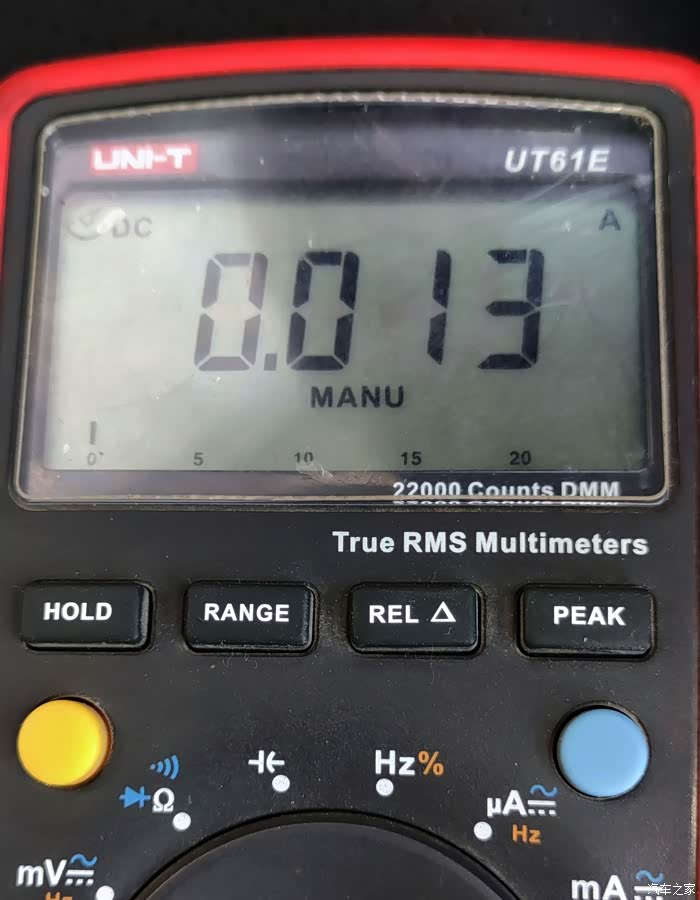 UNI-T UT61E
DC A
0.013
MANU
0 5 10 15 20
22000 Counts DMM
True RMS Multimeters
HOLD RANGE REL △ PEAK
Hz%
Ω μA
Hz
mV mA
Hz
汽车之家